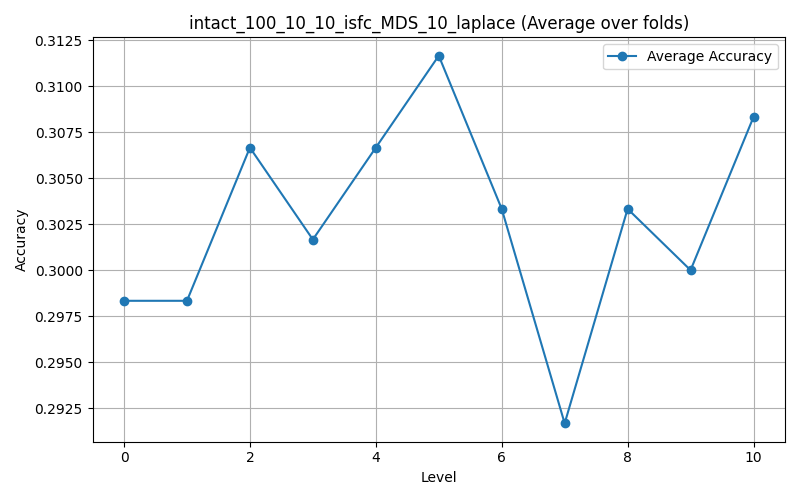 intact_100_10_10_isfc_MDS_10_laplace (Average over folds)
Average Accuracy
0.3125
0.3100
0.3075
0.3050
0.3025
0.3000
0.2975
0.2950
0.2925
Accuracy
0 2 4 6 8 10
Level